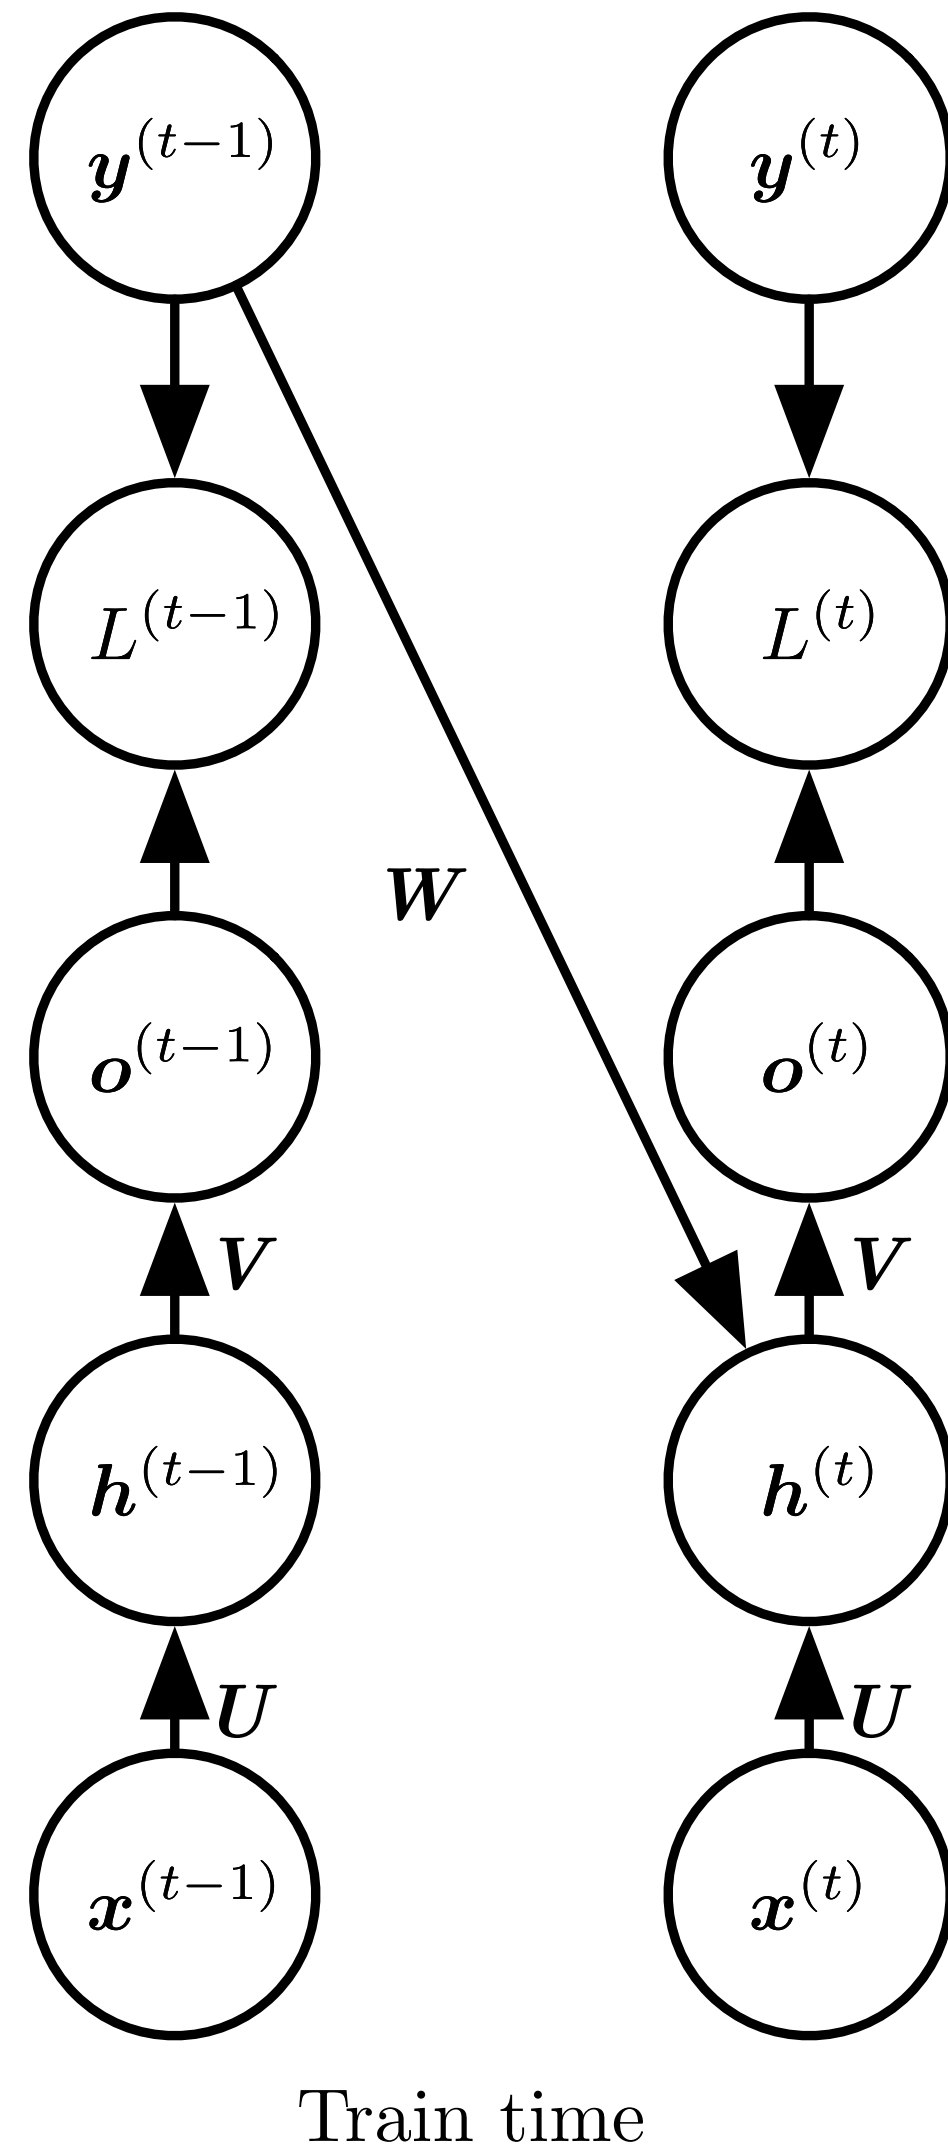 y^(t−1) y^(t)
L^(t−1) L^(t)
W
o^(t−1) o^(t)
V V
h^(t−1) h^(t)
U U
x^(t−1) x^(t)
Train time